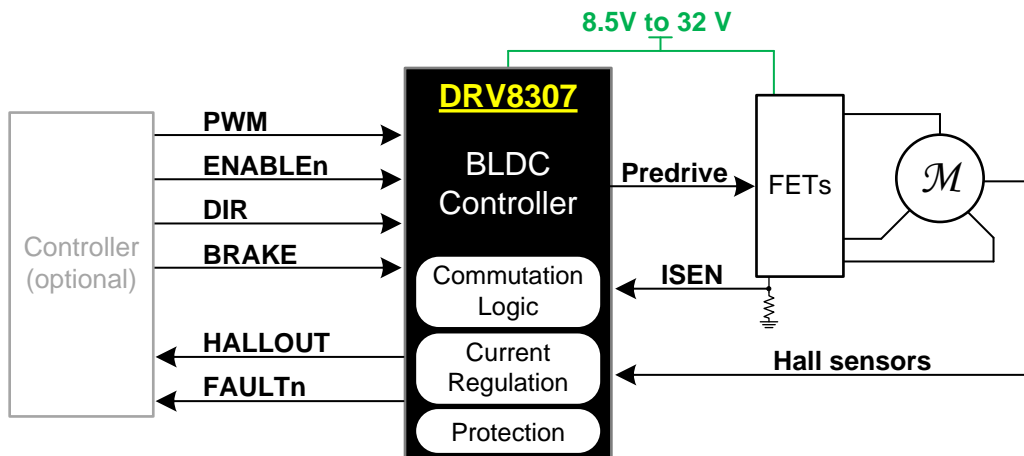 8.5V to 32 V
DRV8307
BLDC
Controller
Controller
(optional)
PWM
ENABLEn
DIR
BRAKE
HALLOUT
FAULTn
Commutation
Logic
Current
Regulation
Protection
Predrive
FETs
M
ISEN
Hall sensors